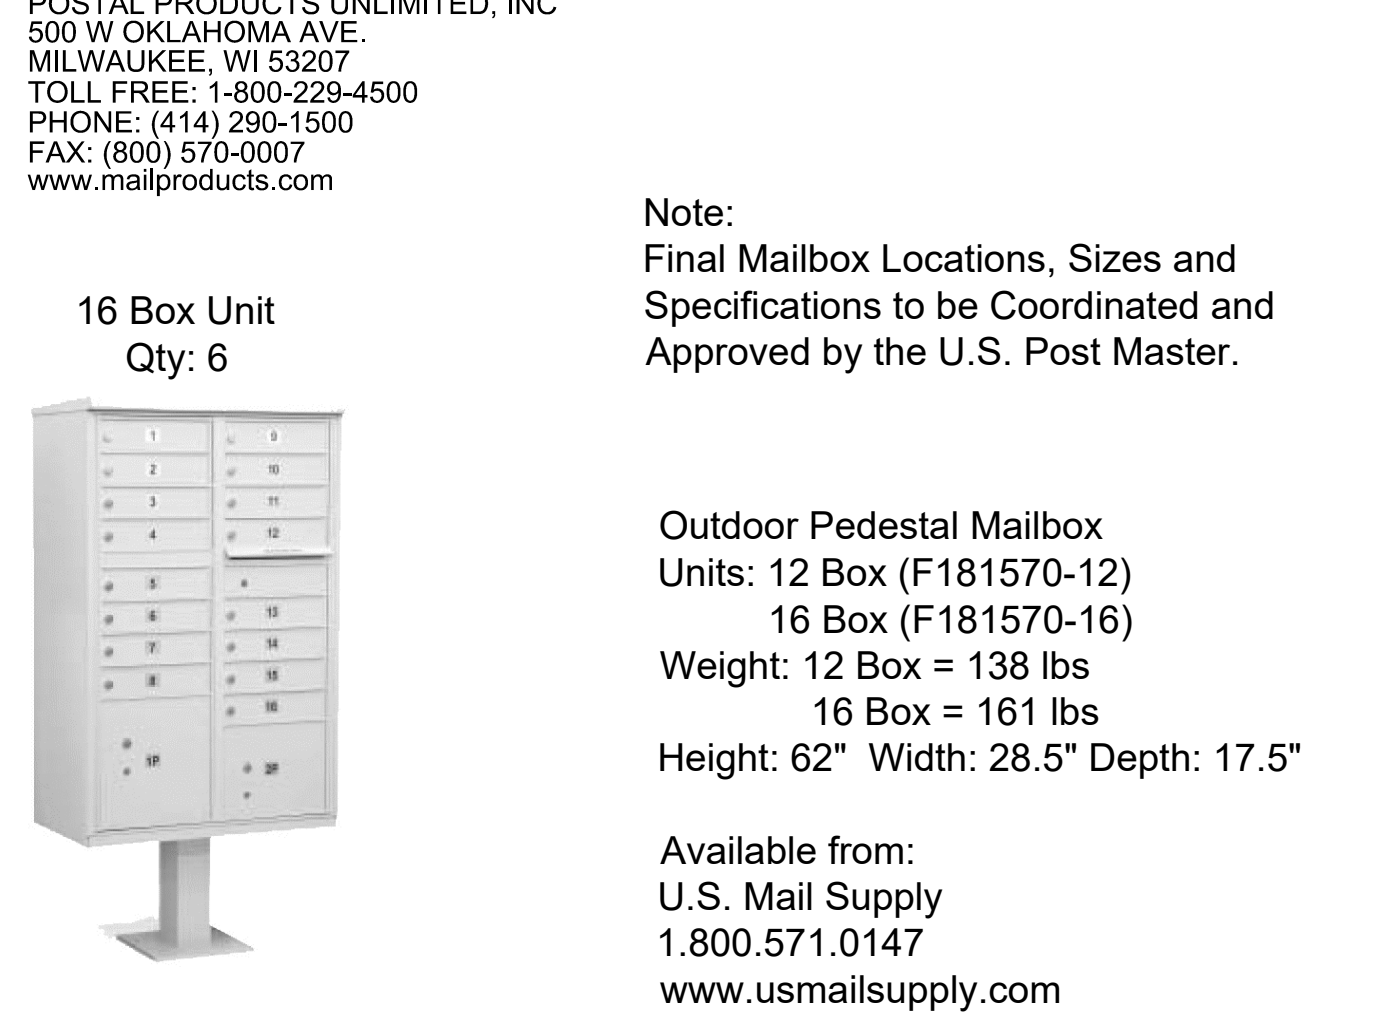 POSTAL PRODUCTS UNLIMITED, INC
500 W OKLAHOMA AVE.
MILWAUKEE, WI 53207
TOLL FREE: 1-800-229-4500
PHONE: (414) 290-1500
FAX: (800) 570-0007
www.mailproducts.com
Note:
Final Mailbox Locations, Sizes and
Specifications to be Coordinated and
Approved by the U.S. Post Master.
16 Box Unit
Qty: 6
1
2
3
4
5
6
7
8
1P
9
10
11
12
13
14
15
16
2P
Outdoor Pedestal Mailbox
Units: 12 Box (F181570-12)
16 Box (F181570-16)
Weight: 12 Box = 138 lbs
16 Box = 161 lbs
Height: 62" Width: 28.5" Depth: 17.5"
Available from:
U.S. Mail Supply
1.800.571.0147
www.usmailsupply.com